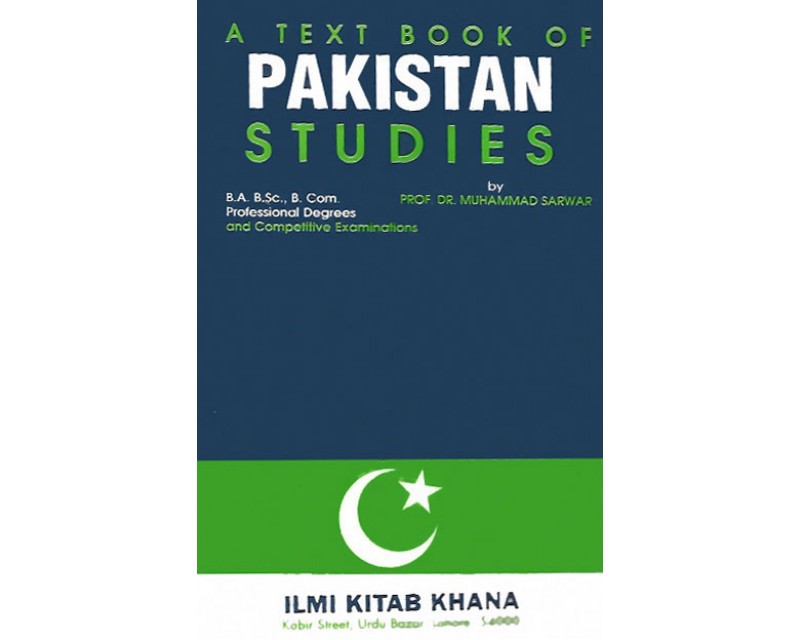 A TEXT BOOK OF
PAKISTAN
STUDIES
by
PROF. DR. MUHAMMAD SARWAR
B.A. B.Sc., B. Com.
Professional Degrees
and Competitive Examinations
ILMI KITAB KHANA
Kabir Street, Urdu Bazar Lahore